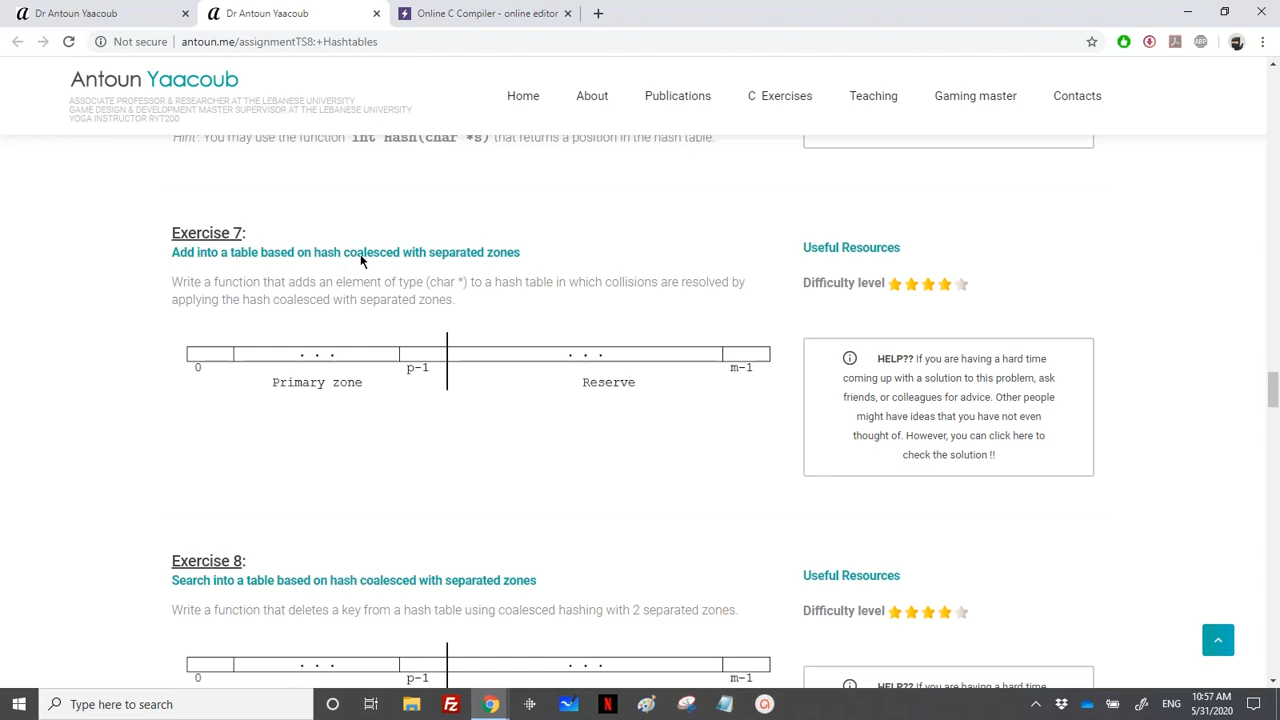 Dr Antoun Yaacoub
Dr Antoun Yaacoub
Online C Compiler - online editor
Not secure
antoun.me/assignmentTS8:+Hashtables
ABP
Antoun Yaacoub
ASSOCIATE PROFESSOR & RESEARCHER AT THE LEBANESE UNIVERSITY
GAME DESIGN & DEVELOPMENT MASTER SUPERVISOR AT THE LEBANESE UNIVERSITY
YOGA INSTRUCTOR RYT200
Home
About
Publications
C Exercises
Teaching
Gaming master
Contacts
Hint: You may use the function int Hash(char *s) that returns a position in the hash table.
Exercise 7:
Add into a table based on hash coalesced with separated zones
Write a function that adds an element of type (char *) to a hash table in which collisions are resolved by
applying the hash coalesced with separated zones.
. . .
. . .
0
p-1
m-1
Primary zone
Reserve
Useful Resources
Difficulty level
HELP?? If you are having a hard time
coming up with a solution to this problem, ask
friends, or colleagues for advice. Other people
might have ideas that you have not even
thought of. However, you can click here to
check the solution !!
Exercise 8:
Search into a table based on hash coalesced with separated zones
Write a function that deletes a key from a hash table using coalesced hashing with 2 separated zones.
. . .
. . .
0
p-1
m-1
Useful Resources
Difficulty level
HELP?? If you are having a hard time
Type here to search
ENG
10:57 AM
5/31/2020